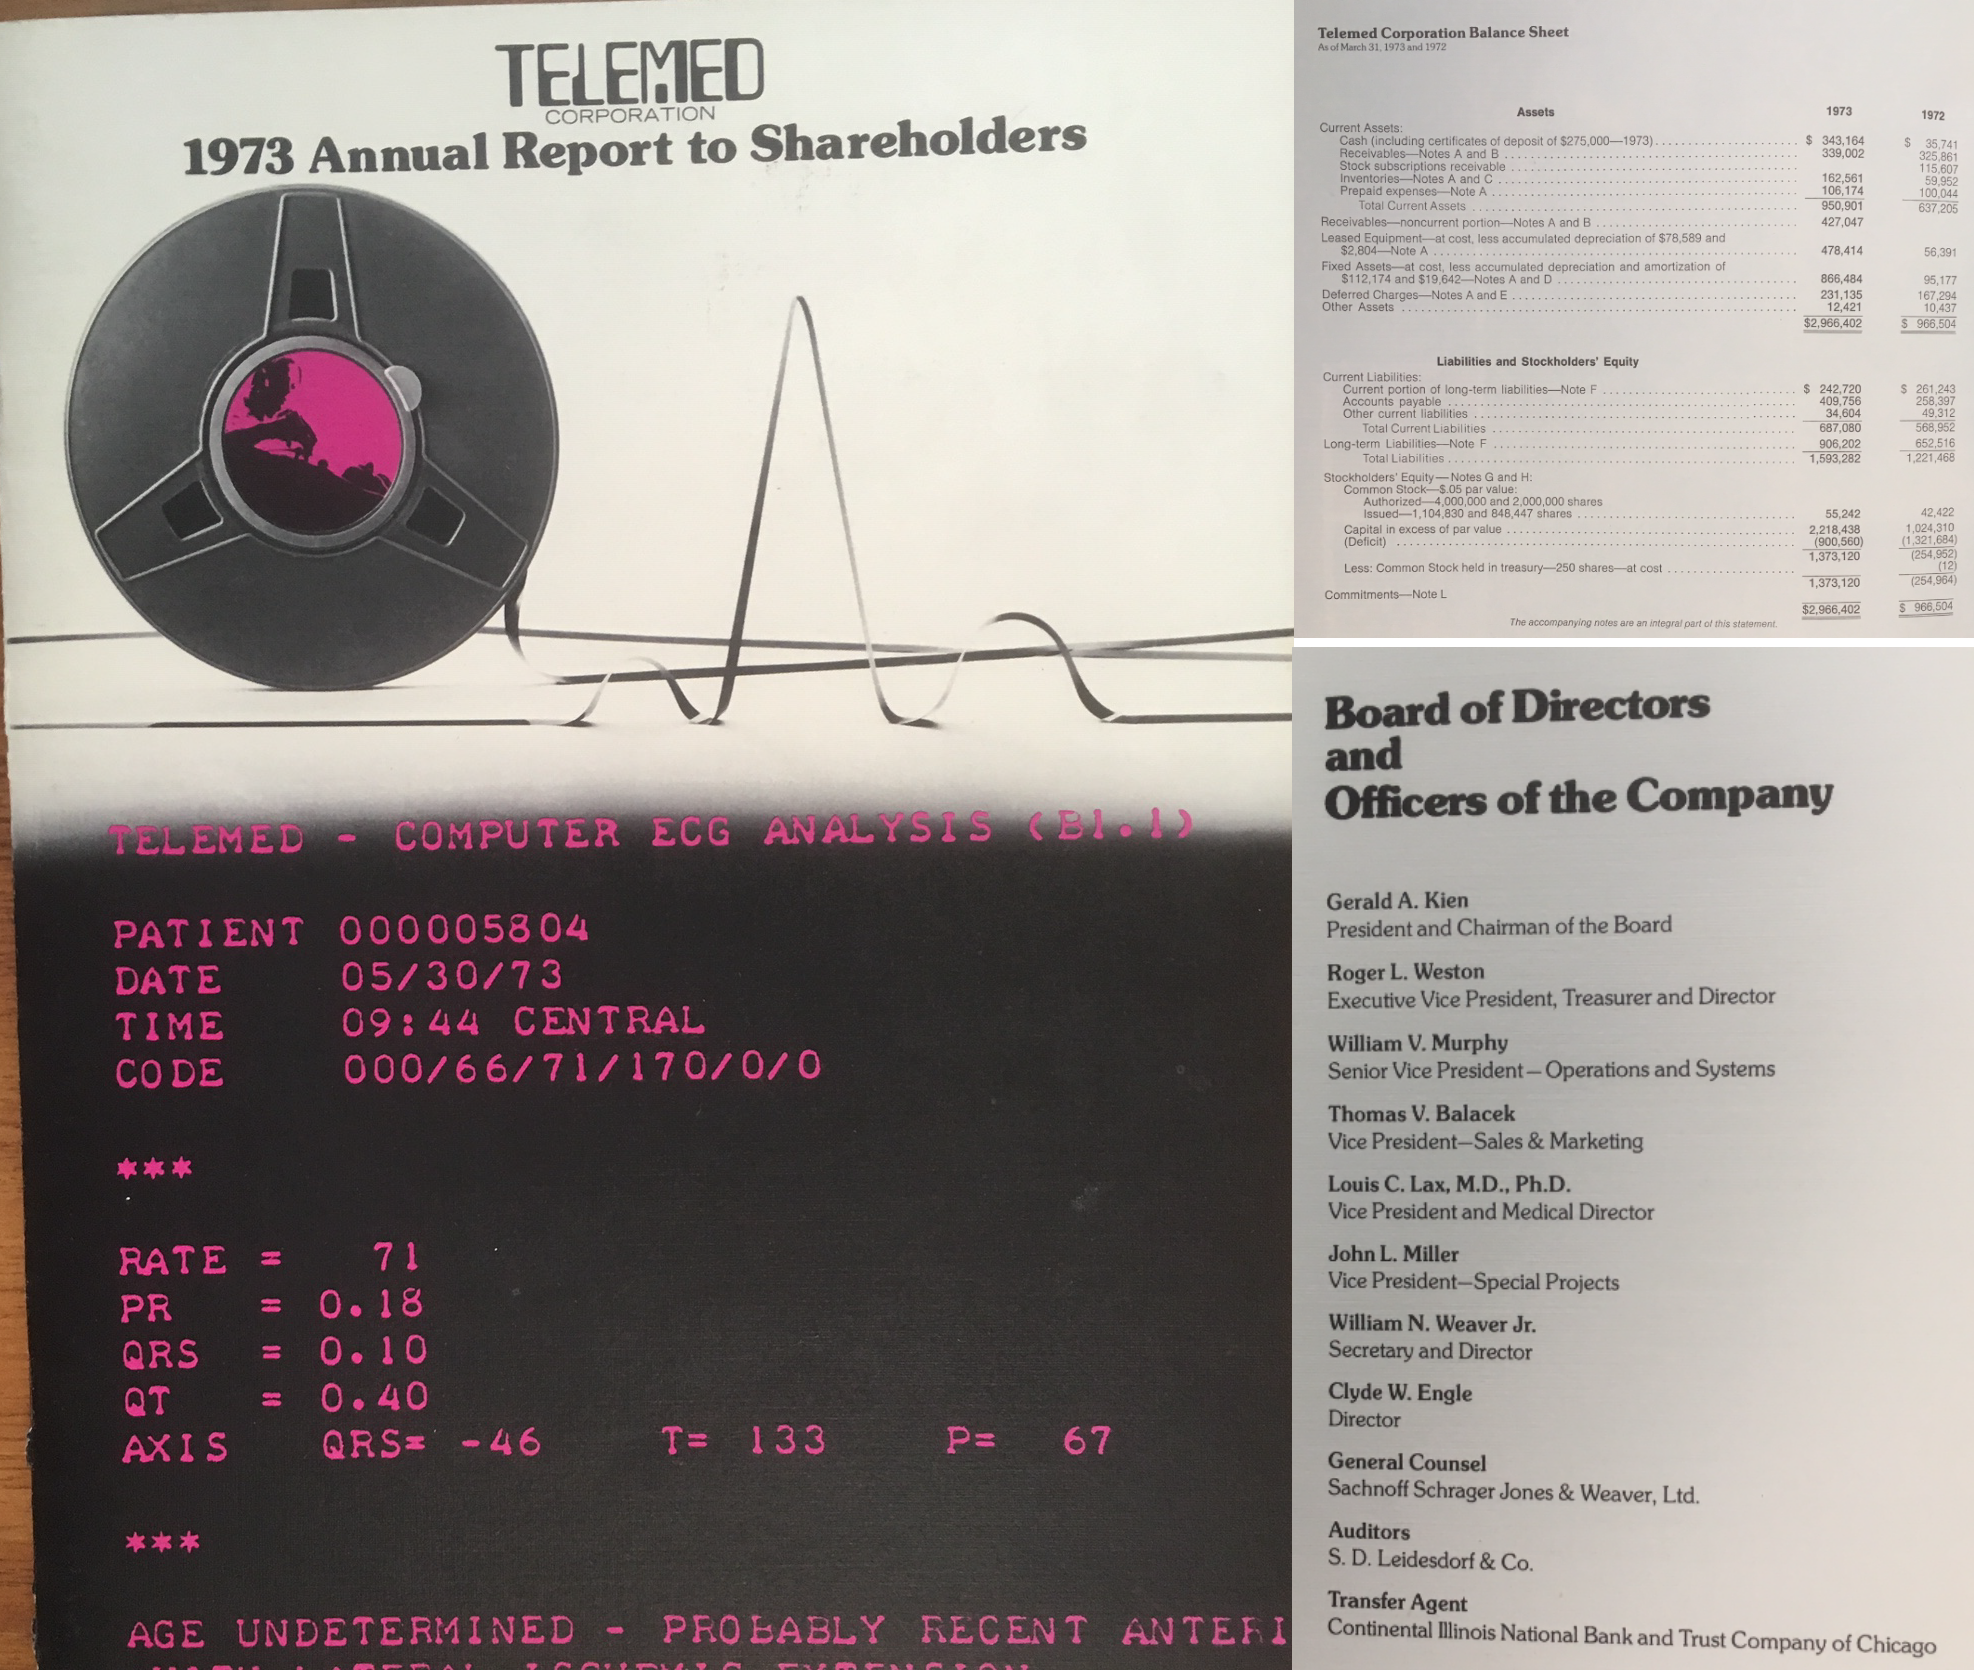 TELEMED
CORPORATION
1973 Annual Report to Shareholders
TELEMED - COMPUTER ECG ANALYSIS (B1.1)
PATIENT 000005804
DATE 05/30/73
TIME 09:44 CENTRAL
CODE 000/66/71/170/0/0
***
RATE = 71
PR = 0.18
QRS = 0.10
QT = 0.40
AXIS QRS= -46 T= 133 P= 67
***
AGE UNDETERMINED - PROBABLY RECENT ANTERI
Telemed Corporation Balance Sheet
As of March 31, 1973 and 1972
Assets 1973 1972
Current Assets:
Cash (including certificates of deposit of $275,000—1973) $ 343,164 $ 35,741
Receivables—Notes A and B 339,002 325,861
Stock subscriptions receivable 115,607
Inventories—Notes A and C 162,561 59,952
Prepaid expenses—Note A 106,174 100,044
Total Current Assets 950,901 637,205
Receivables—noncurrent portion—Notes A and B 427,047
Leased Equipment—at cost, less accumulated depreciation of $78,589 and
$2,804—Note A 478,414 56,391
Fixed Assets—at cost, less accumulated depreciation and amortization of
$112,174 and $19,642—Notes A and D 866,484 95,177
Deferred Charges—Notes A and E 231,135 167,294
Other Assets 12,421 10,437
$2,966,402 $ 966,504
Liabilities and Stockholders' Equity
Current Liabilities:
Current portion of long-term liabilities—Note F $ 242,720 $ 261,243
Accounts payable 409,756 258,397
Other current liabilities 34,604 49,312
Total Current Liabilities 687,080 568,952
Long-term Liabilities—Note F 906,202 652,516
Total Liabilities 1,593,282 1,221,468
Stockholders' Equity—Notes G and H:
Common Stock—$.05 par value:
Authorized—4,000,000 and 2,000,000 shares
Issued—1,104,830 and 848,447 shares 55,242 42,422
Capital in excess of par value 2,218,438 1,024,310
(Deficit) (900,560) (1,321,684)
1,373,120 (254,952)
Less: Common Stock held in treasury—250 shares—at cost (12)
1,373,120 (254,964)
Commitments—Note L
$2,966,402 $ 966,504
The accompanying notes are an integral part of this statement.
Board of Directors
and
Officers of the Company
Gerald A. Kien
President and Chairman of the Board
Roger L. Weston
Executive Vice President, Treasurer and Director
William V. Murphy
Senior Vice President—Operations and Systems
Thomas V. Balacek
Vice President—Sales & Marketing
Louis C. Lax, M.D., Ph.D.
Vice President and Medical Director
John L. Miller
Vice President—Special Projects
William N. Weaver Jr.
Secretary and Director
Clyde W. Engle
Director
General Counsel
Sachnoff Schrager Jones & Weaver, Ltd.
Auditors
S. D. Leidesdorf & Co.
Transfer Agent
Continental Illinois National Bank and Trust Company of Chicago